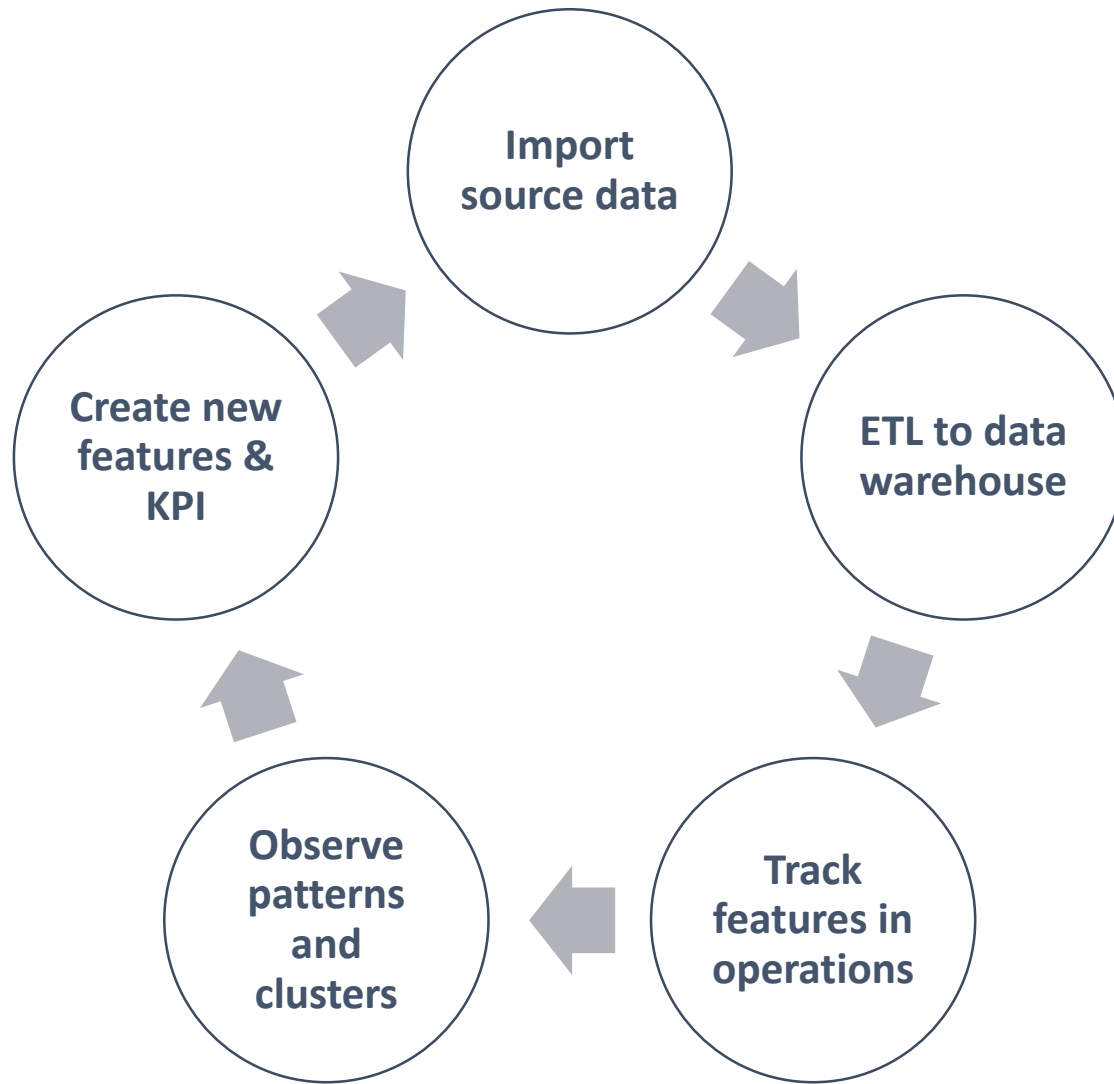 Import
source data
ETL to data
warehouse
Track
features in
operations
Observe
patterns
and
clusters
Create new
features &
KPI